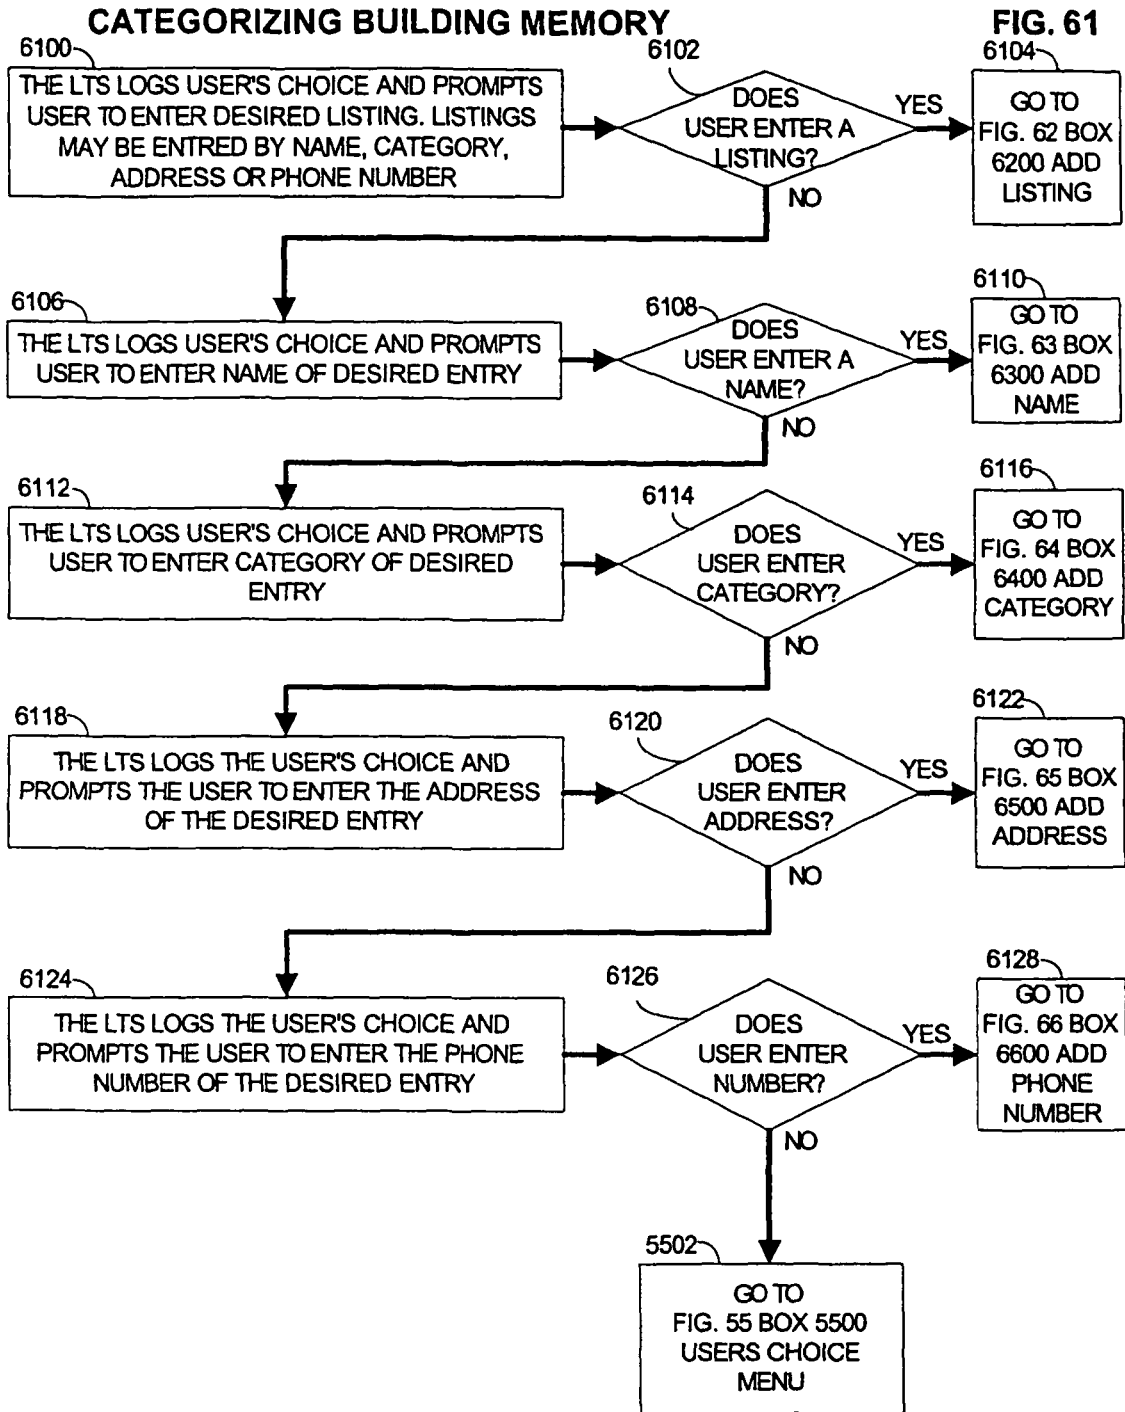 CATEGORIZING BUILDING MEMORY
FIG. 61
6100
THE LTS LOGS USER'S CHOICE AND PROMPTS
USER TO ENTER DESIRED LISTING. LISTINGS
MAY BE ENTRED BY NAME, CATEGORY,
ADDRESS OR PHONE NUMBER
6102
DOES
USER ENTER A
LISTING?
YES
NO
6104
GO TO
FIG. 62 BOX
6200 ADD
LISTING
6106
THE LTS LOGS USER'S CHOICE AND PROMPTS
USER TO ENTER NAME OF DESIRED ENTRY
6108
DOES
USER ENTER A
NAME?
YES
NO
6110
GO TO
FIG. 63 BOX
6300 ADD
NAME
6112
THE LTS LOGS USER'S CHOICE AND PROMPTS
USER TO ENTER CATEGORY OF DESIRED
ENTRY
6114
DOES
USER ENTER
CATEGORY?
YES
NO
6116
GO TO
FIG. 64 BOX
6400 ADD
CATEGORY
6118
THE LTS LOGS THE USER'S CHOICE AND
PROMPTS THE USER TO ENTER THE ADDRESS
OF THE DESIRED ENTRY
6120
DOES
USER ENTER
ADDRESS?
YES
NO
6122
GO TO
FIG. 65 BOX
6500 ADD
ADDRESS
6124
THE LTS LOGS THE USER'S CHOICE AND
PROMPTS THE USER TO ENTER THE PHONE
NUMBER OF THE DESIRED ENTRY
6126
DOES
USER ENTER
NUMBER?
YES
NO
6128
GO TO
FIG. 66 BOX
6600 ADD
PHONE
NUMBER
5502
GO TO
FIG. 55 BOX 5500
USERS CHOICE
MENU